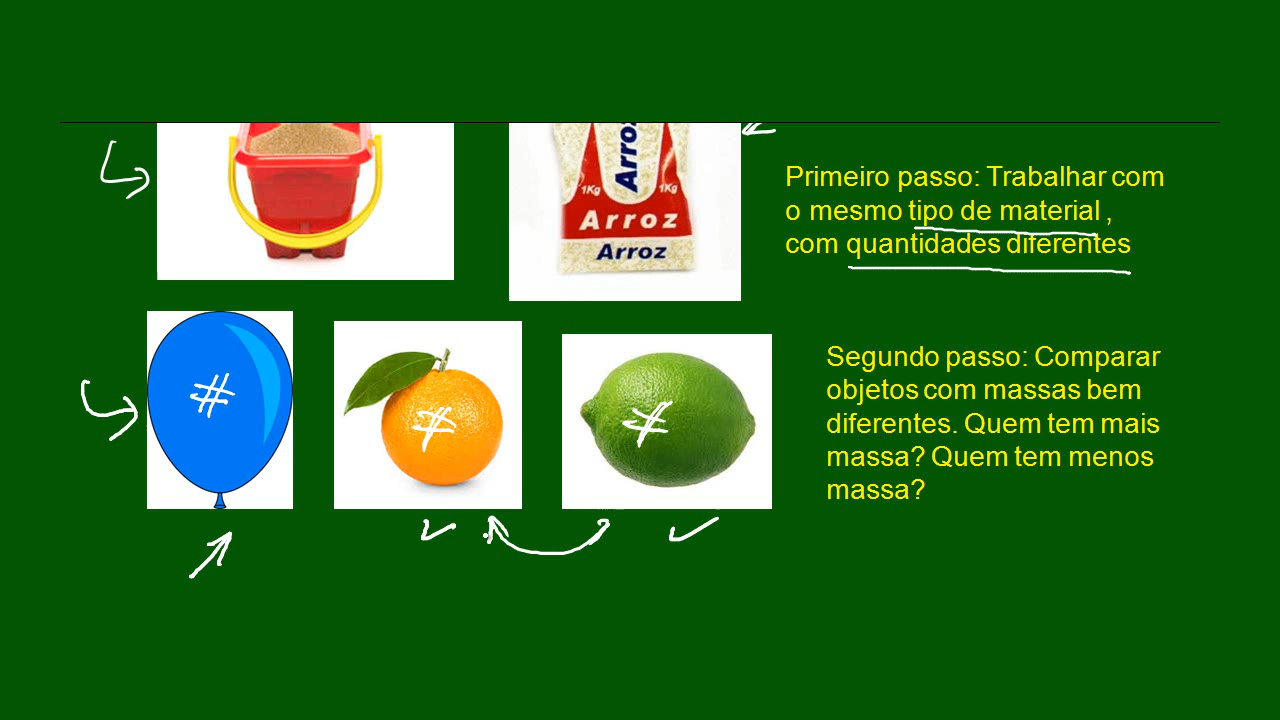 Arroz
1Kg 1Kg
Arroz
Arroz
Primeiro passo: Trabalhar com
o mesmo tipo de material ,
com quantidades diferentes
# # #
Segundo passo: Comparar
objetos com massas bem
diferentes. Quem tem mais
massa? Quem tem menos
massa?